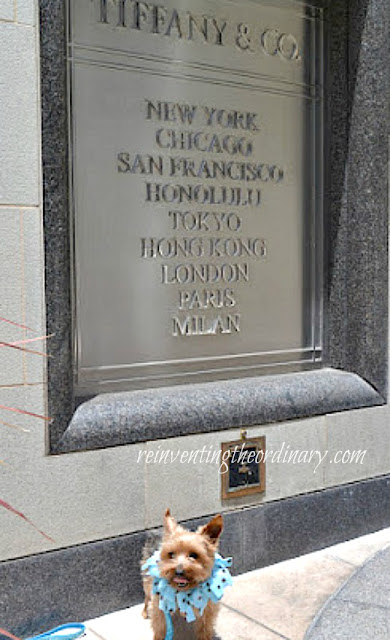 TIFFANY & CO.
NEW YORK
CHICAGO
SAN FRANCISCO
HONOLULU
TOKYO
HONG KONG
LONDON
PARIS
MILAN
reinventingtheordinary.com